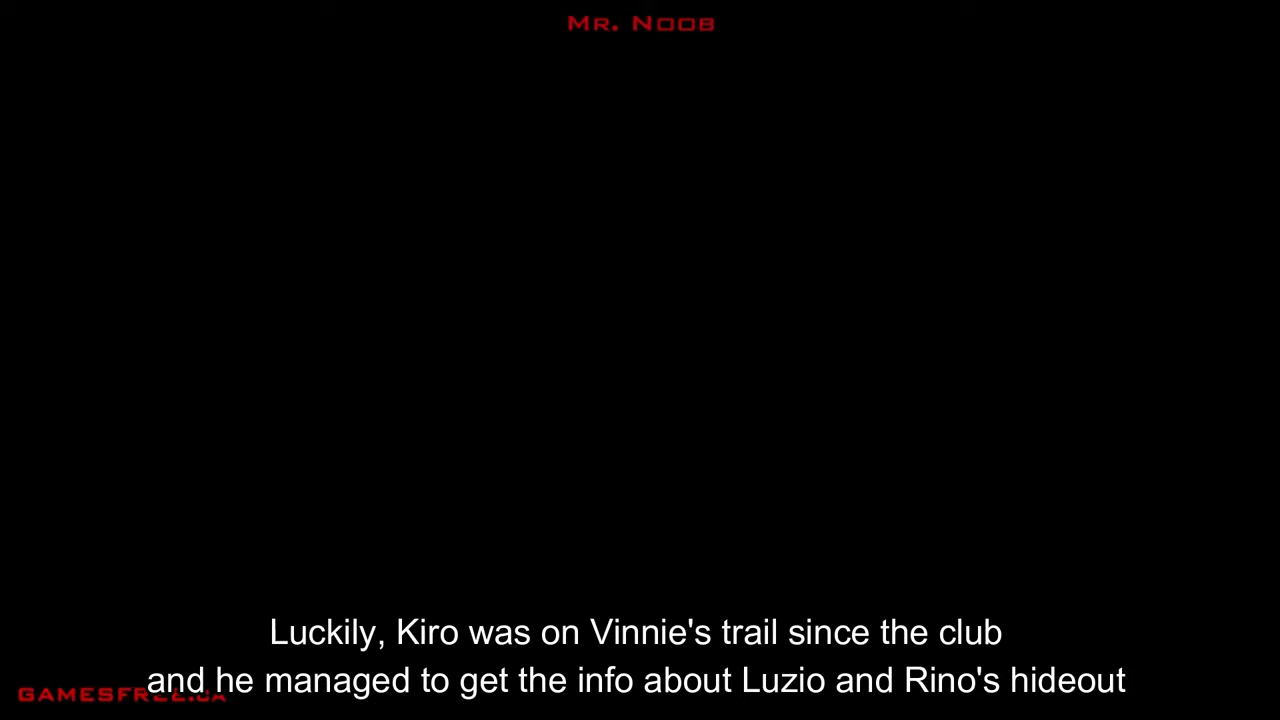 Mr. Noob
Luckily, Kiro was on Vinnie's trail since the club
and he managed to get the info about Luzio and Rino's hideout